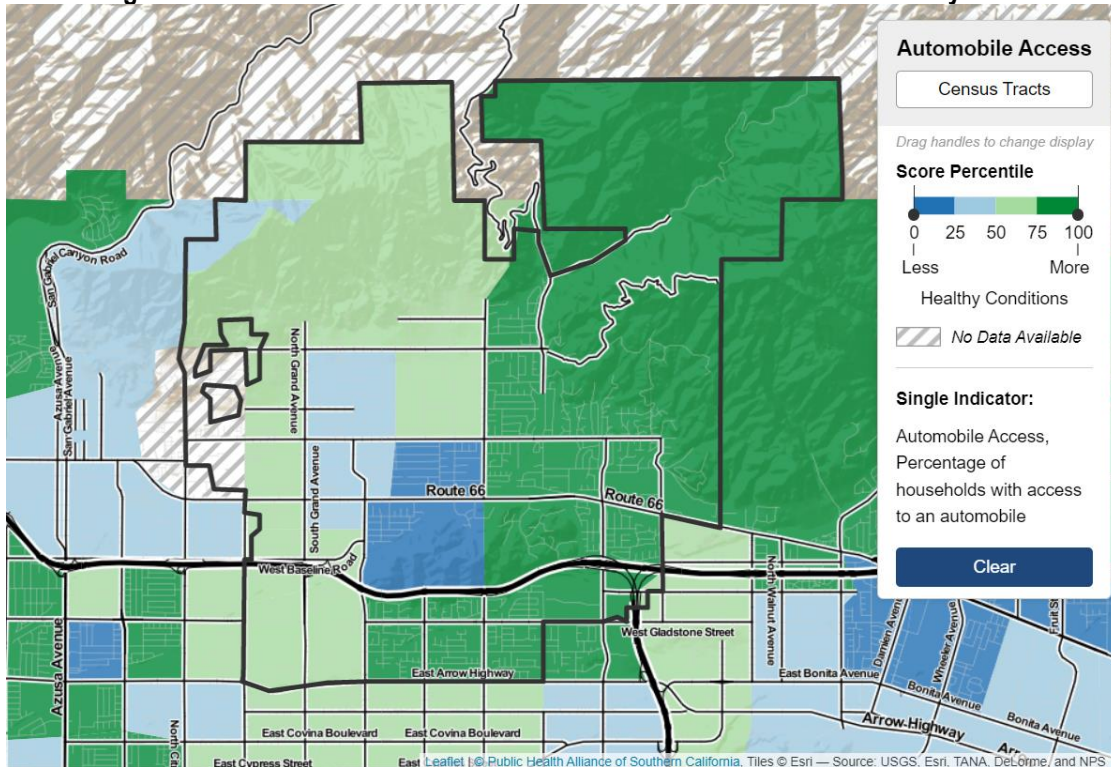 Automobile Access
Census Tracts
Drag handles to change display
Score Percentile
0 25 50 75 100
Less More
Healthy Conditions
No Data Available
Single Indicator:
Automobile Access,
Percentage of
households with access
to an automobile
Clear
San Gabriel Canyon Road
Azusa Avenue
San Gabriel Avenue
North Grand Avenue
South Grand Avenue
Route 66
Route 66
West Baseline Road
North Walnut Avenue
West Gladstone Street
Azusa Avenue
East Arrow Highway
East Bonita Avenue
Damien Avenue
Wheeler Avenue
Fruit St
Bonita Avenue
Bonita Avenue
Arrow Highway
East Covina Boulevard
East Covina Boulevard
East Cypress Street
Leaflet | © Public Health Alliance of Southern California, Tiles © Esri — Source: USGS, Esri, TANA, DeLorme, and NPS